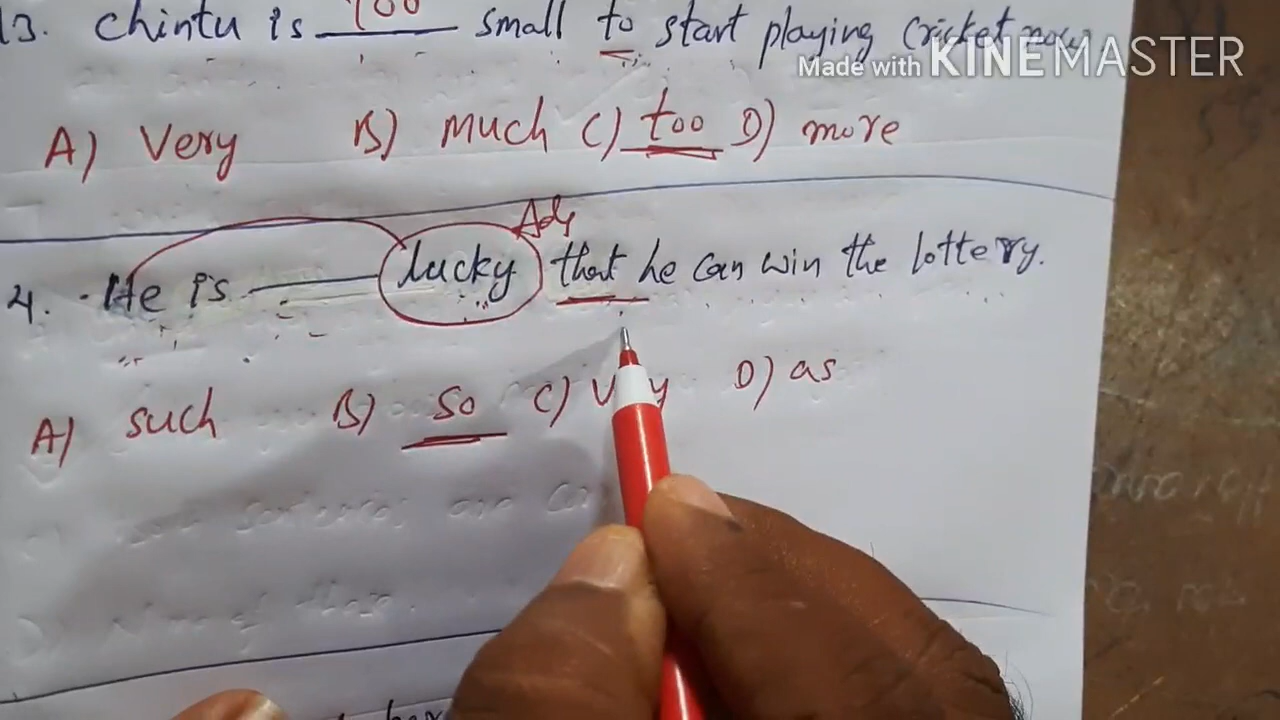 13. Chintu is too small to start playing cricket now.
Made with KINEMASTER
A) Very B) much C) too D) more
Adj
4. He is lucky that he can win the lottery.
A) such B) so C) D) as